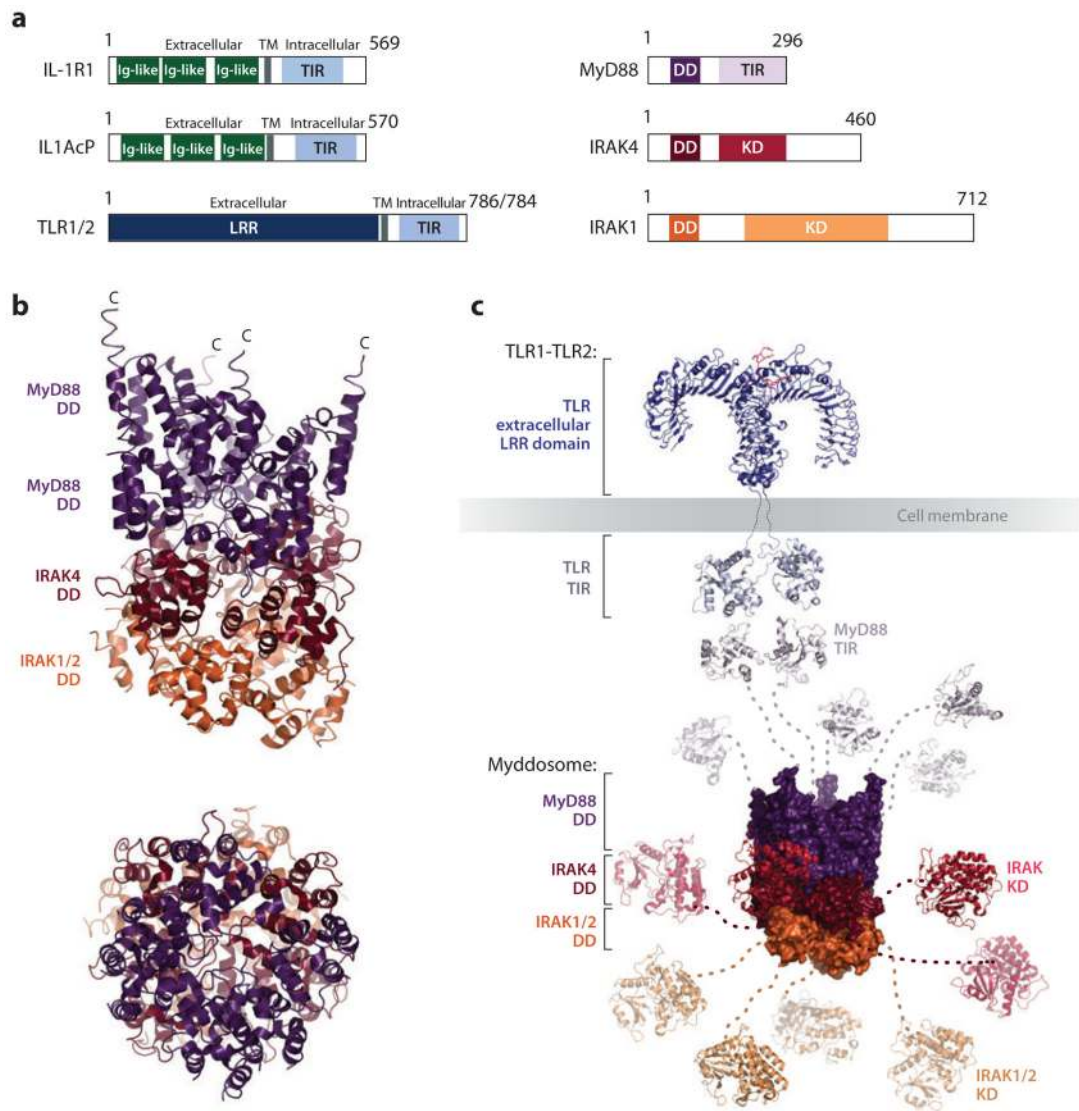 a
1
Extracellular TM Intracellular 569
IL-1R1 Ig-like Ig-like Ig-like TIR
1
Extracellular TM Intracellular 570
IL1AcP Ig-like Ig-like Ig-like TIR
1
Extracellular TM Intracellular 786/784
TLR1/2 LRR TIR
1 296
MyD88 DD TIR
1 460
IRAK4 DD KD
1 712
IRAK1 DD KD
b
C
C
C
C
MyD88
DD
MyD88
DD
IRAK4
DD
IRAK1/2
DD
c
TLR1-TLR2:
TLR
extracellular
LRR domain
Cell membrane
TLR
TIR
MyD88
TIR
Myddosome:
MyD88
DD
IRAK4
DD
IRAK1/2
DD
IRAK
KD
IRAK1/2
KD